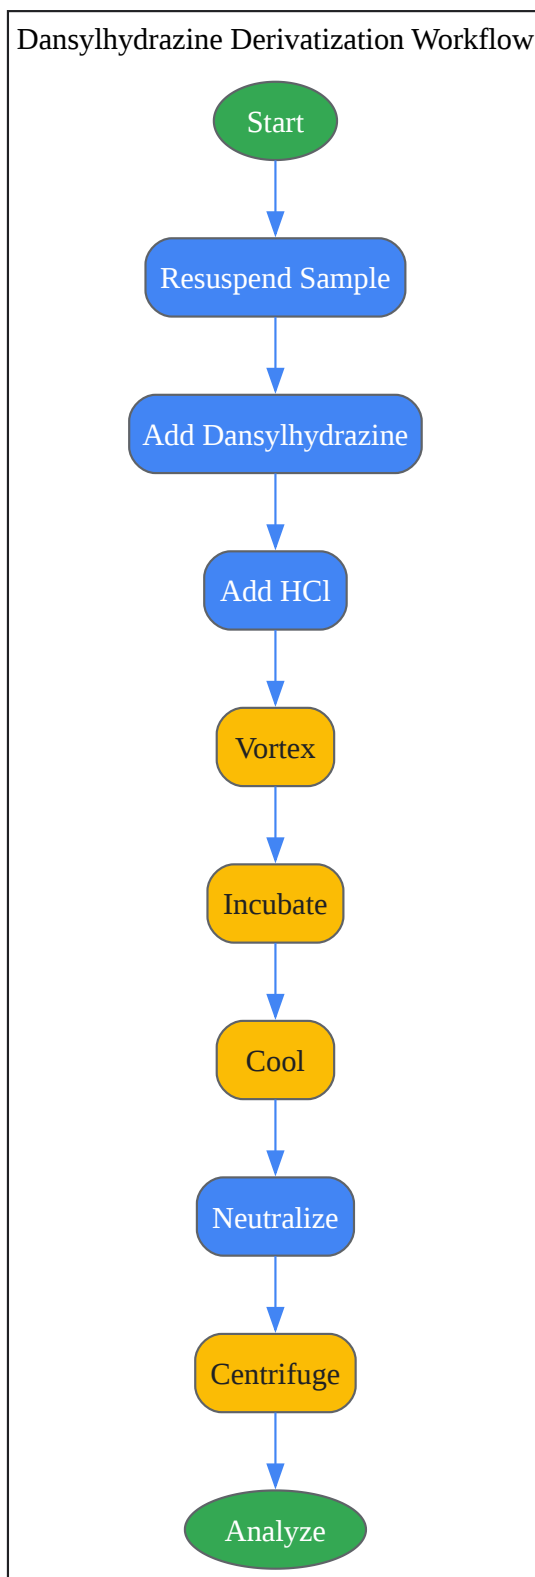 Dansylhydrazine Derivatization Workflow
Start
Resuspend Sample
Add Dansylhydrazine
Add HCl
Vortex
Incubate
Cool
Neutralize
Centrifuge
Analyze